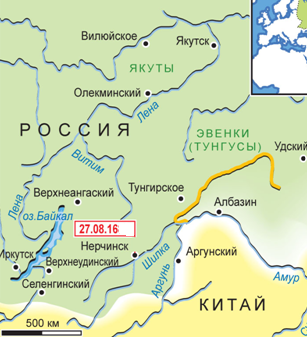 Вилюйское
Якутск
ЯКУТЫ
Олекминский
Лена
РОССИЯ
ЭВЕНКИ
(ТУНГУСЫ)
Удский
Витим
Лена
Верхнеангаский
Тунгирское
оз.Байкал
Албазин
27.08.16
Иркутск
Нерчинск
Шилка
Аргунский
Верхнеудинский
Аргунь
Амур
Селенгинский
КИТАЙ
500 км